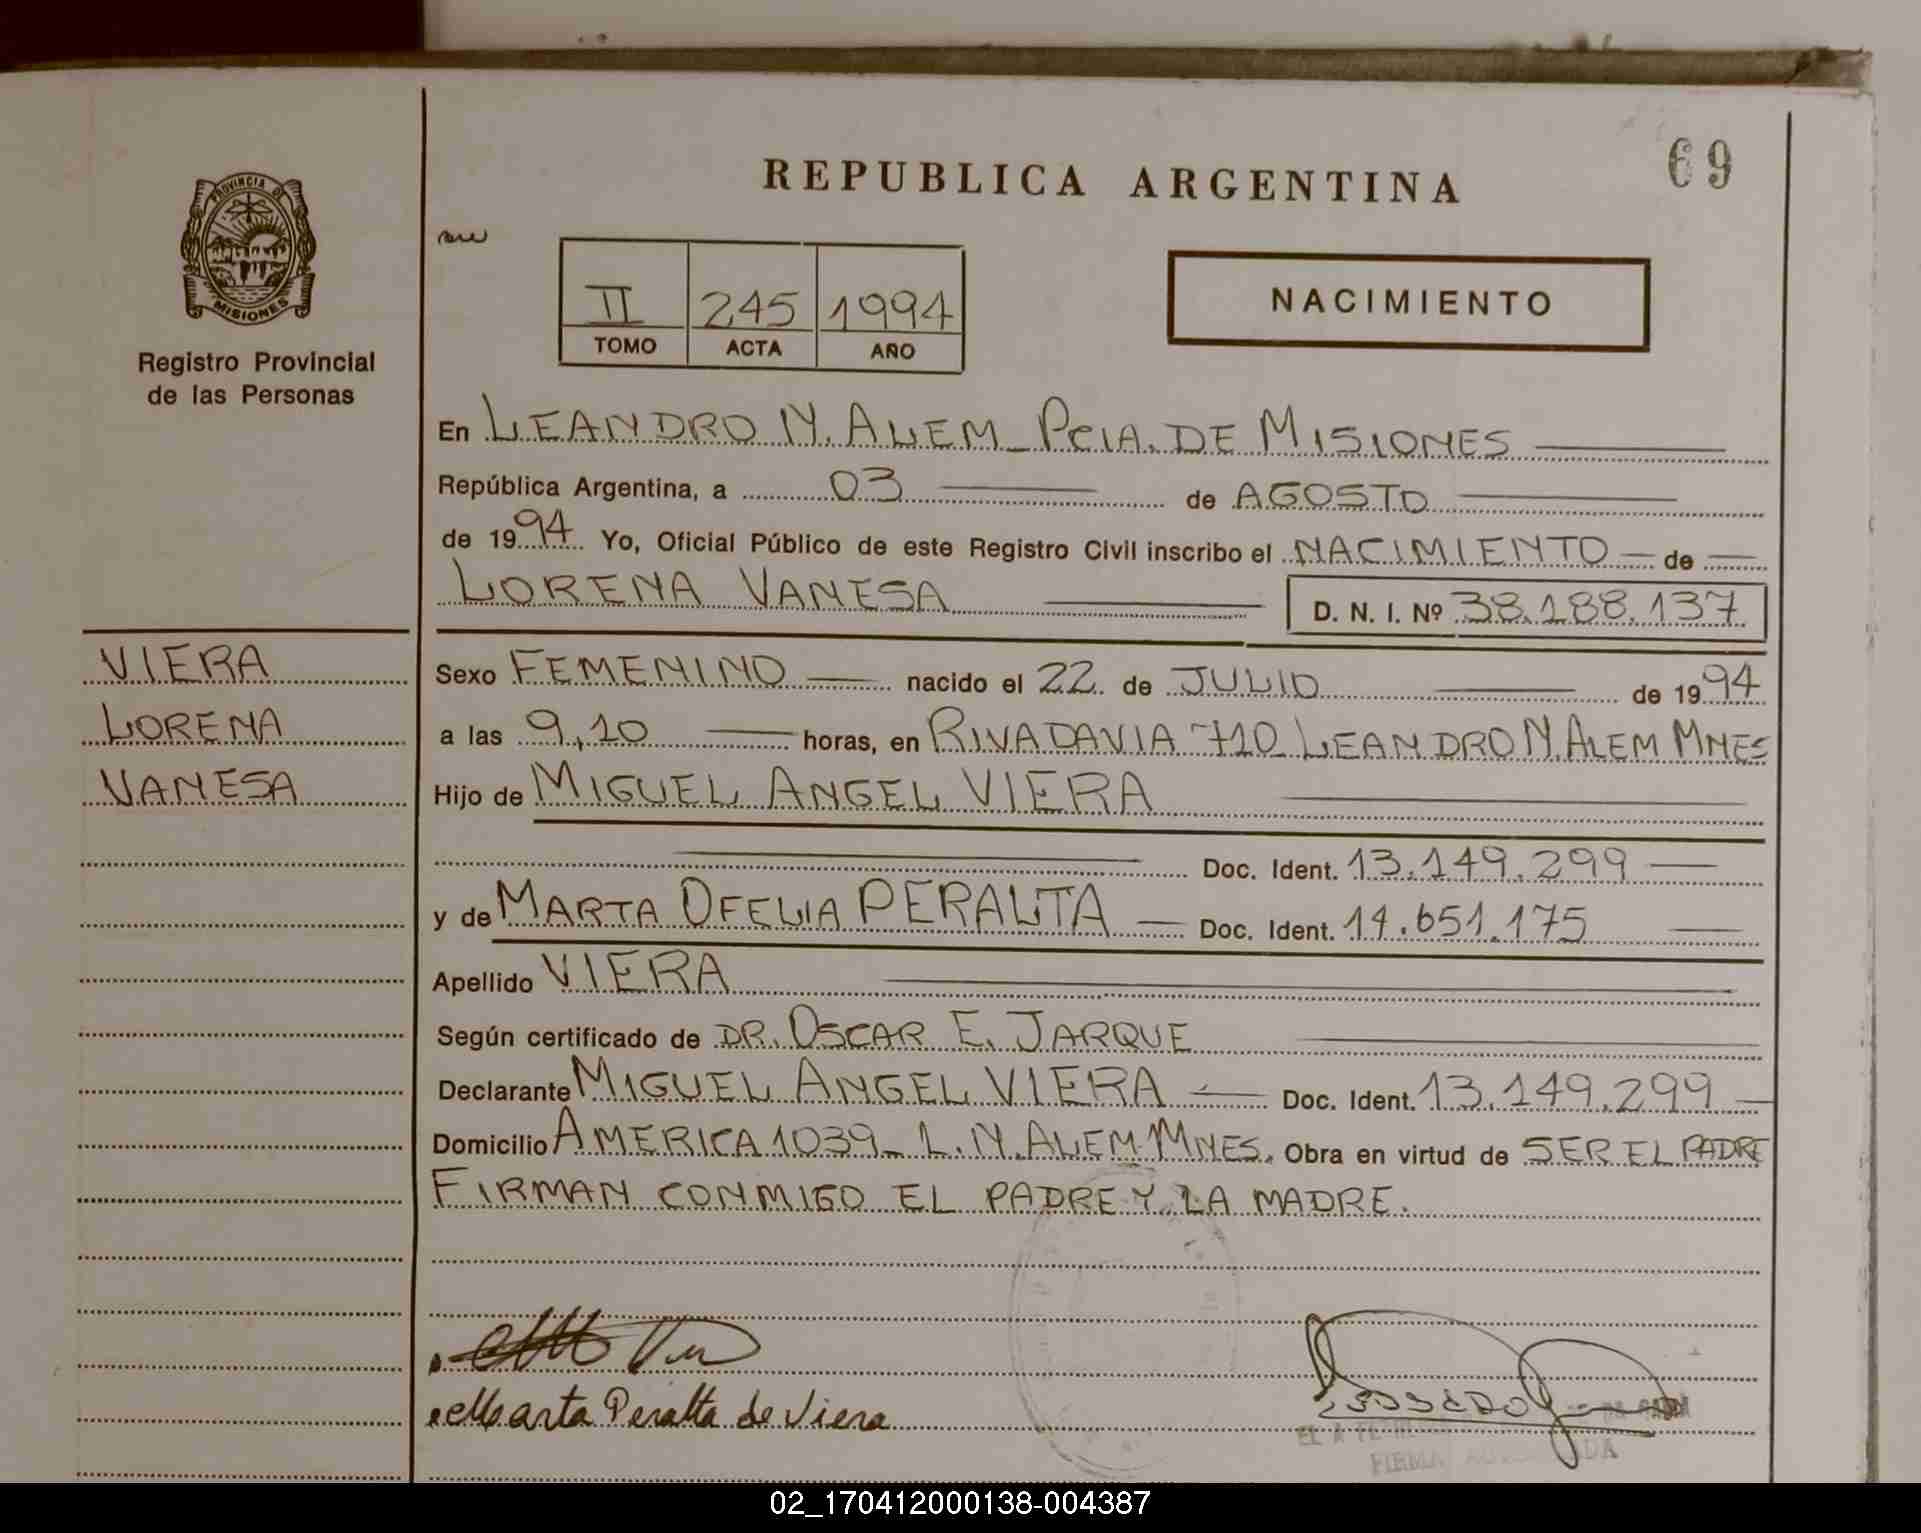 REPUBLICA ARGENTINA
69
PROVINCIA DE
MISIONES
Registro Provincial
de las Personas
II 245 1994
TOMO ACTA AÑO
NACIMIENTO
En LEANDRO N. ALEM - PCIA. DE MISIONES
República Argentina, a 03 de AGOSTO
de 1994 Yo, Oficial Público de este Registro Civil inscribo el NACIMIENTO de
LORENA VANESA D. N. I. Nº 38.188.137
VIERA
LORENA
VANESA
Sexo FEMENINO nacido el 22 de JULIO de 1994
a las 9,10 horas, en RIVADAVIA 710 LEANDRO N. ALEM MNES
Hijo de MIGUEL ANGEL VIERA
Doc. Ident. 13.149.299
y de MARTA OFELIA PERALTA Doc. Ident. 14.651.175
Apellido VIERA
Según certificado de DR. OSCAR E. JARQUE
Declarante MIGUEL ANGEL VIERA Doc. Ident. 13.149.299
Domicilio AMERICA 1039 - L. N. ALEM MNES. Obra en virtud de SER EL PADRE
FIRMAN CONMIGO EL PADRE Y LA MADRE.
Marta Peralta de Viera
FIRMA
02_170412000138-004387